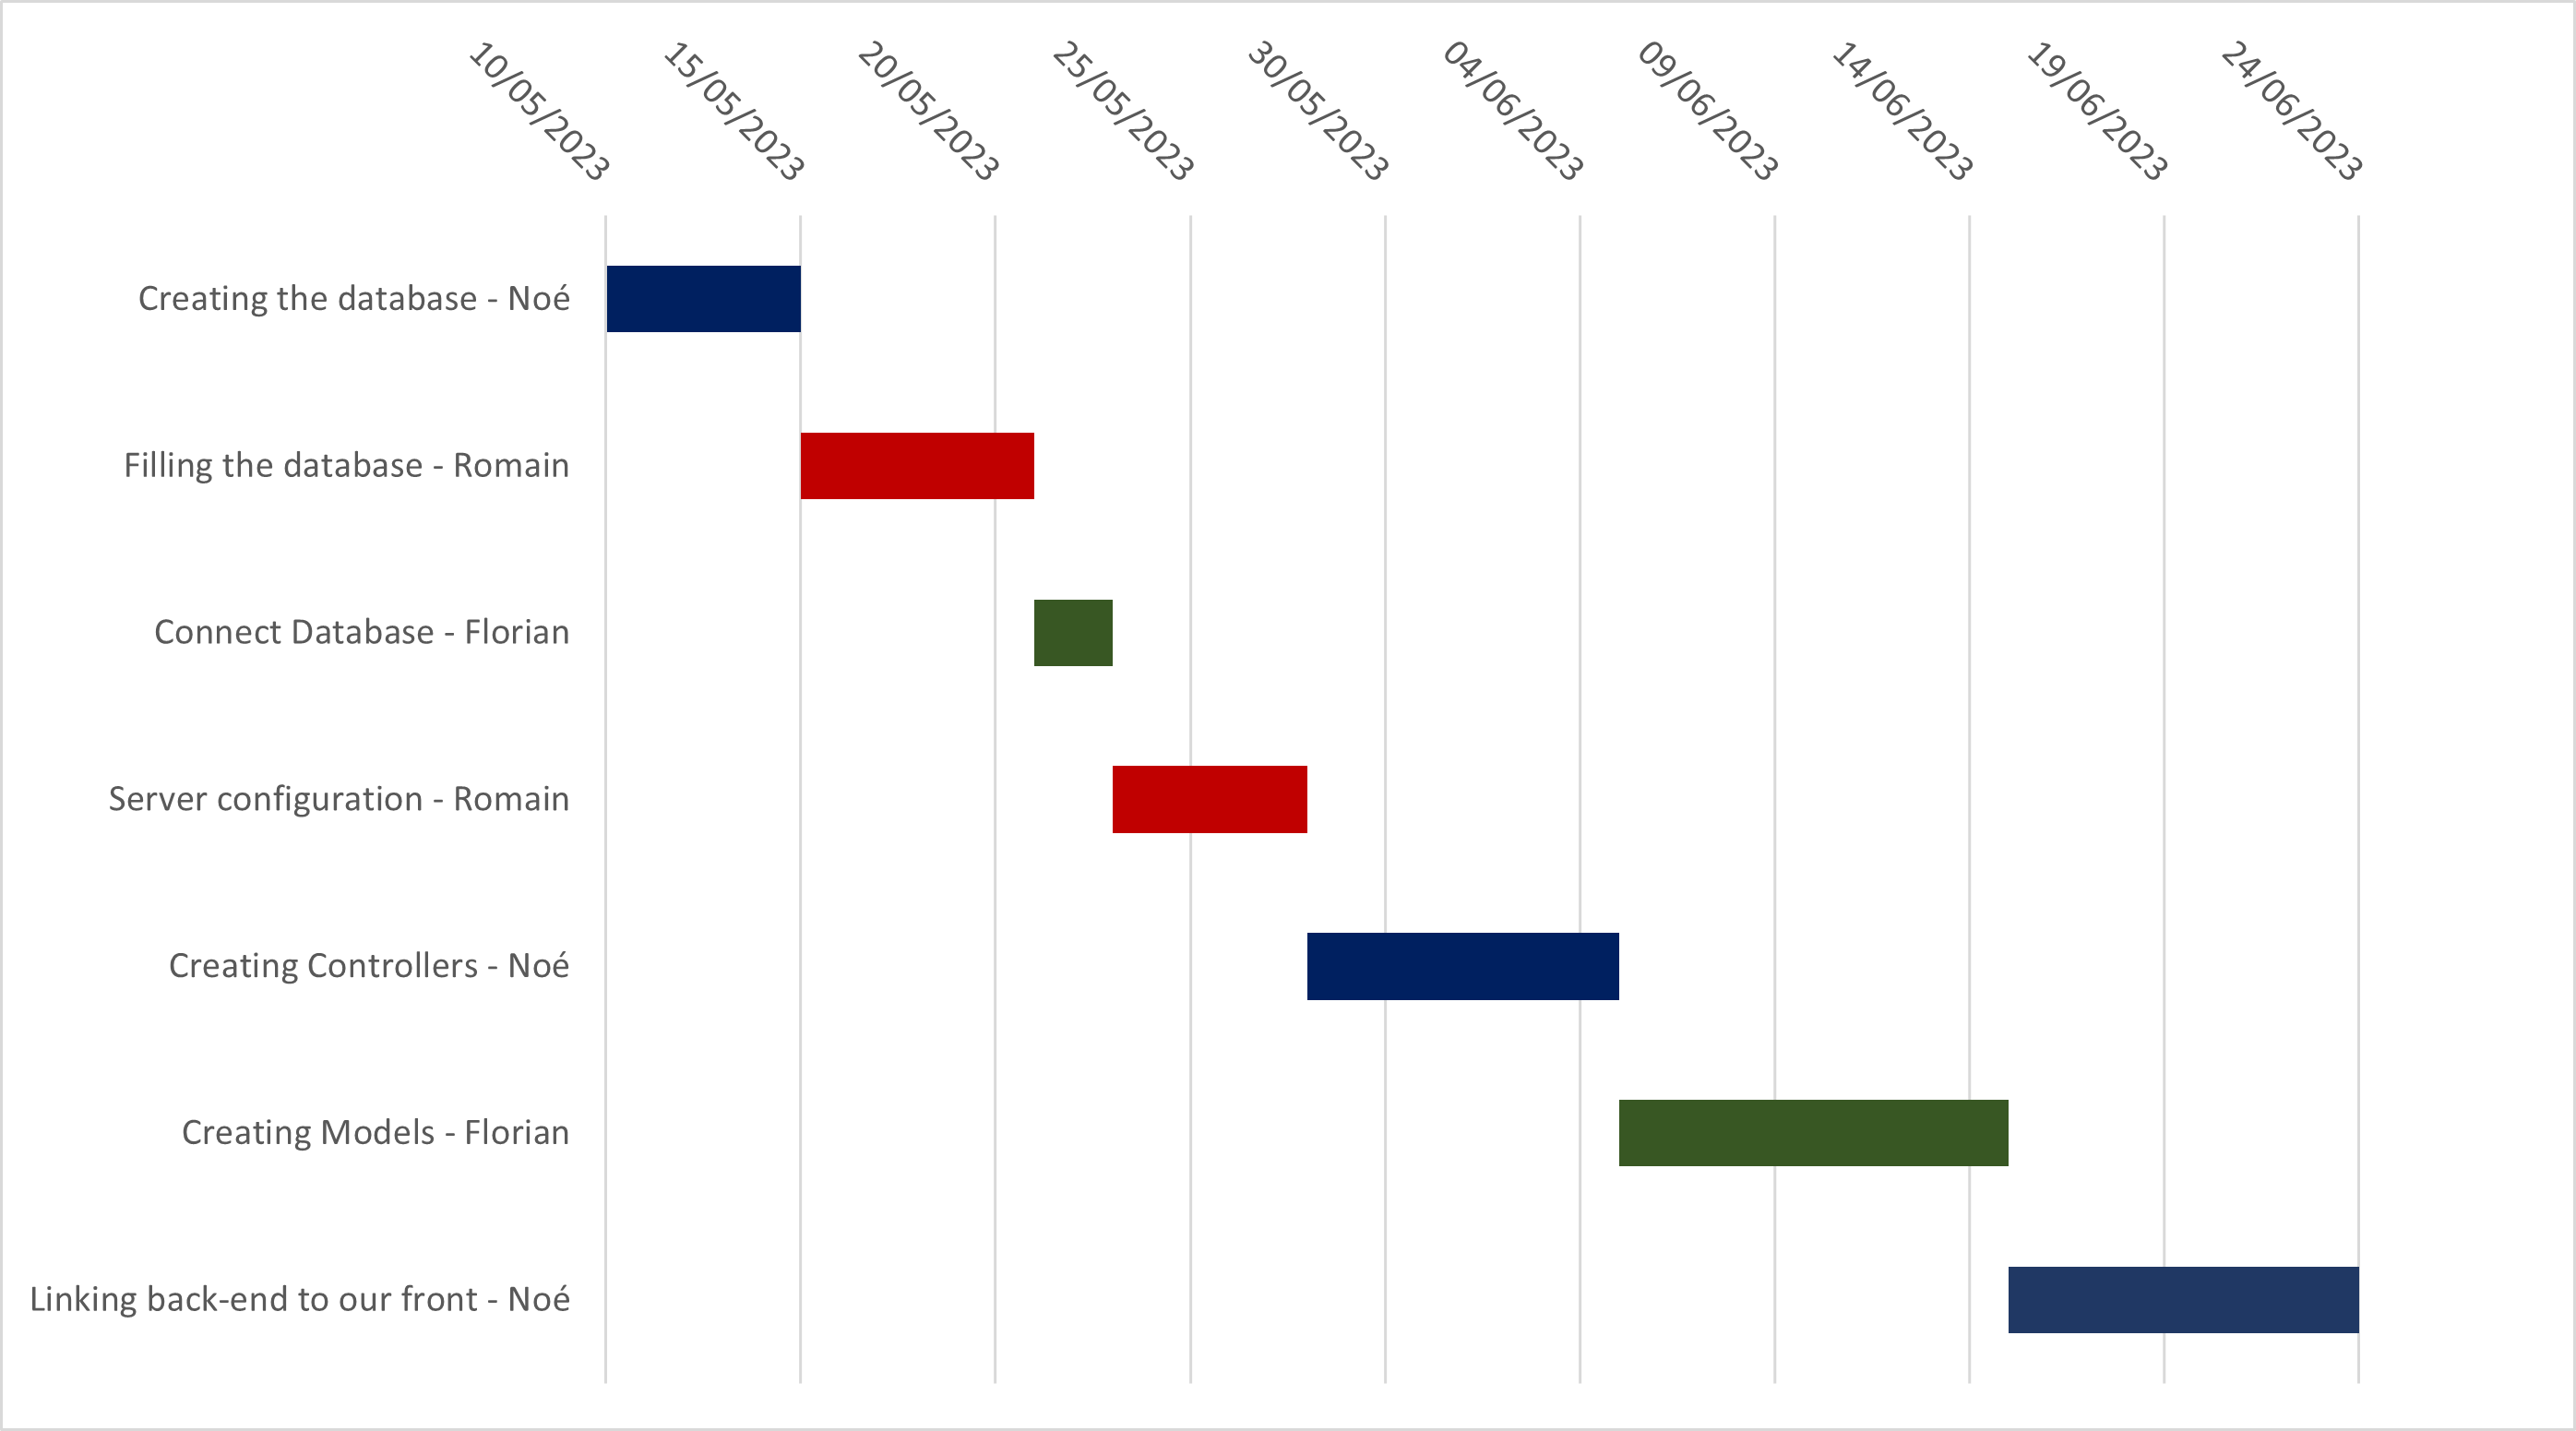 10/05/2023
15/05/2023
20/05/2023
25/05/2023
30/05/2023
04/06/2023
09/06/2023
14/06/2023
19/06/2023
24/06/2023
Creating the database - Noé
Filling the database - Romain
Connect Database - Florian
Server configuration - Romain
Creating Controllers - Noé
Creating Models - Florian
Linking back-end to our front - Noé